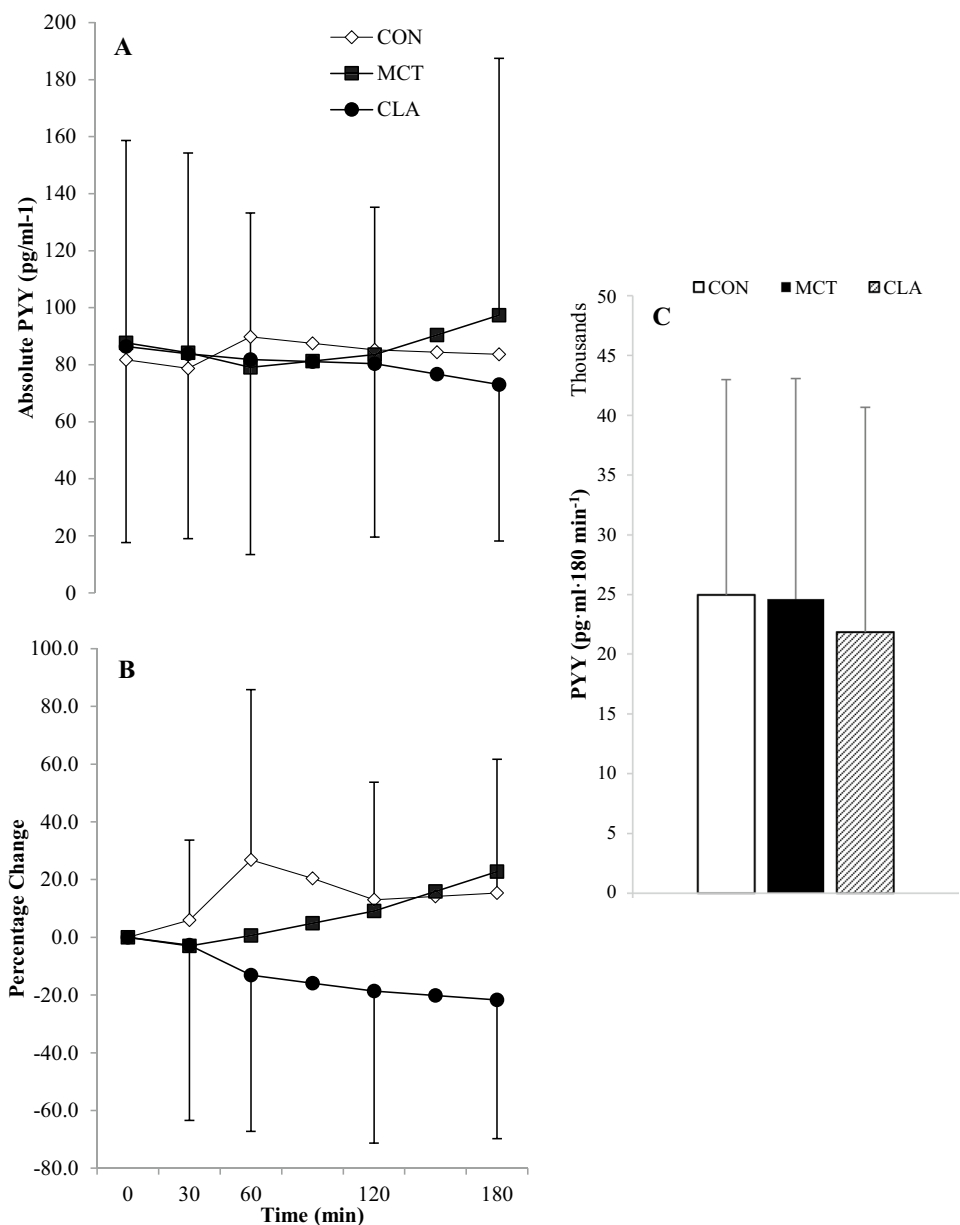 A
CON
MCT
CLA
200
180
160
140
120
100
80
60
40
20
0
Absolute PYY (pg/ml-1)
B
100.0
80.0
60.0
40.0
20.0
0.0
-20.0
-40.0
-60.0
-80.0
Percentage Change
0 30 60 120 180
Time (min)
CON MCT CLA
C
Thousands
50
45
40
35
30
25
20
15
10
5
0
PYY (pg·ml·180 min-1)